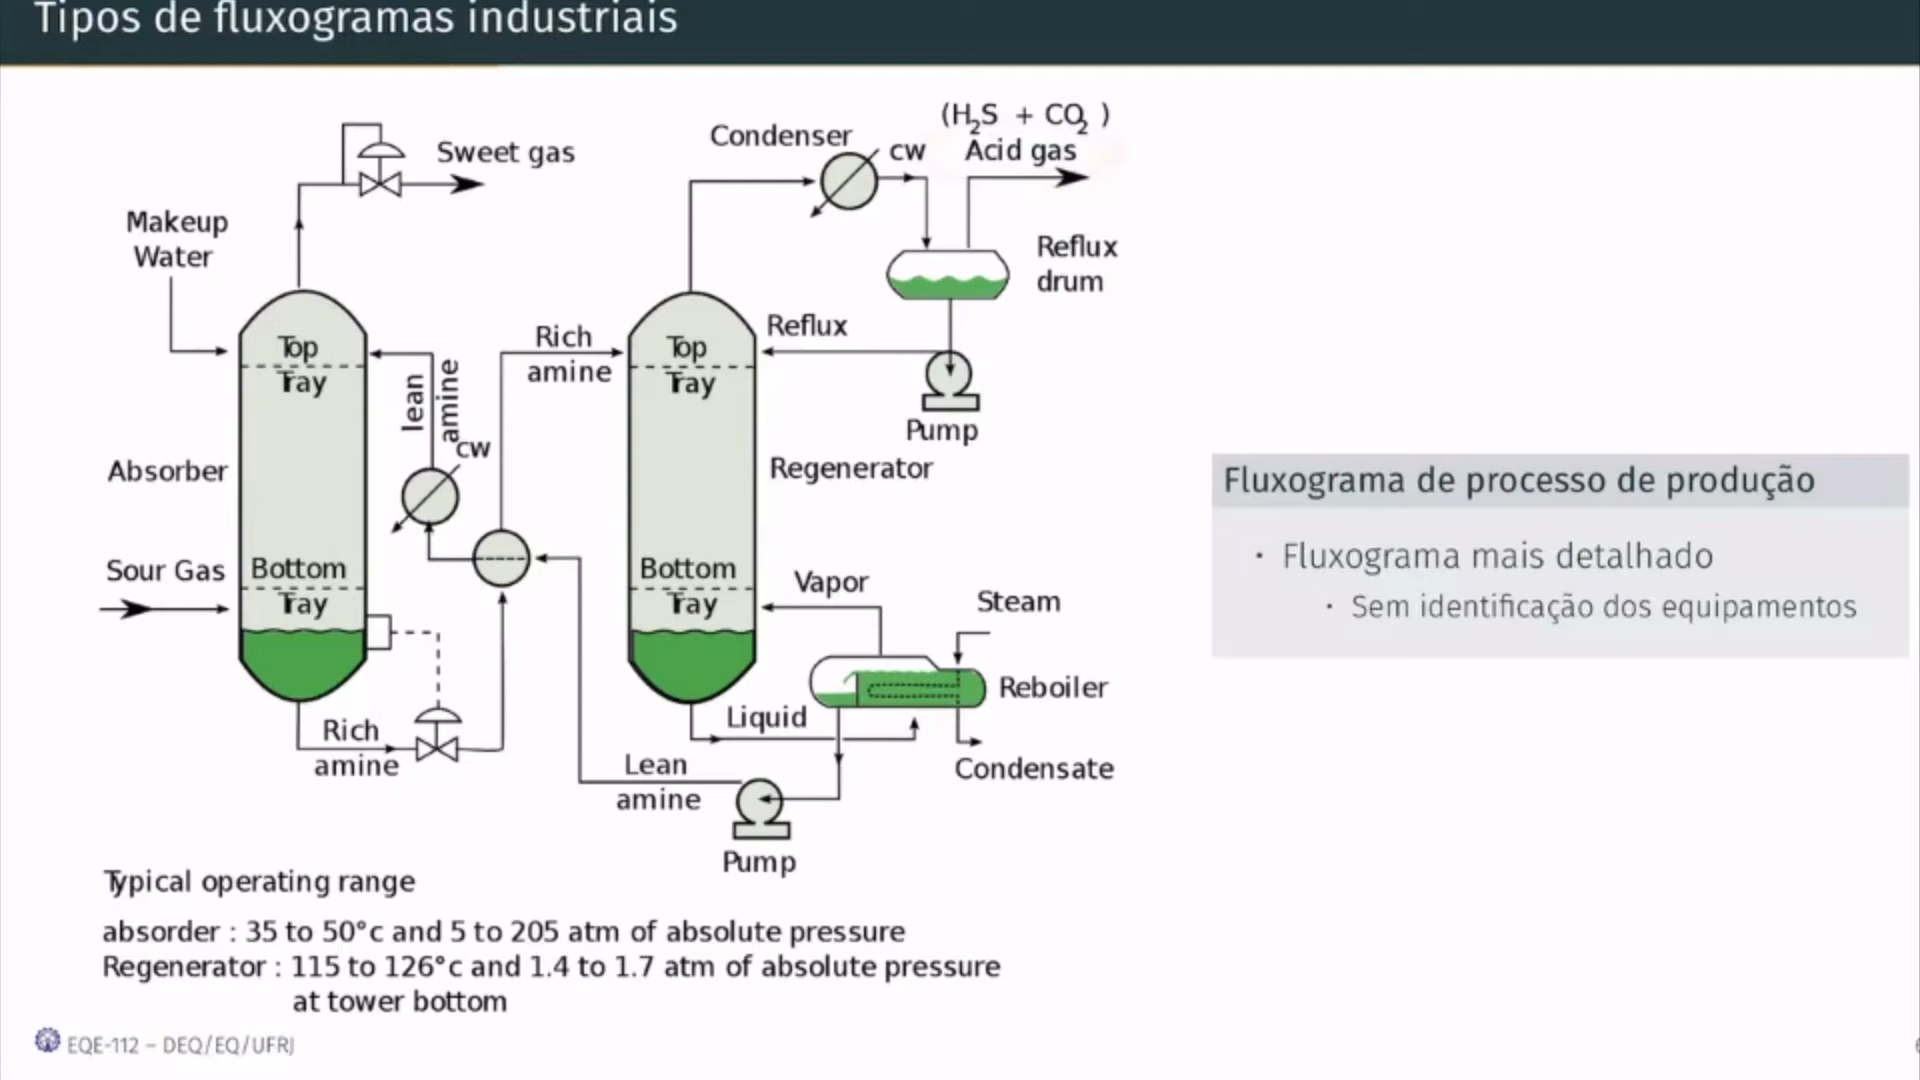 Tipos de fluxogramas industriais
(H2S + CO2 )
Condenser
cw
Acid gas
Sweet gas
Makeup
Water
Reflux
drum
Top
Tray
lean
amine
cw
Rich
amine
Top
Tray
Reflux
Pump
Absorber
Regenerator
Sour Gas
Bottom
Tray
Bottom
Tray
Vapor
Steam
Reboiler
Liquid
Condensate
Rich
amine
Lean
amine
Pump
Fluxograma de processo de produção
· Fluxograma mais detalhado
· Sem identificação dos equipamentos
Typical operating range
absorder : 35 to 50°c and 5 to 205 atm of absolute pressure
Regenerator : 115 to 126°c and 1.4 to 1.7 atm of absolute pressure
at tower bottom
EQE-112 – DEQ/EQ/UFRJ